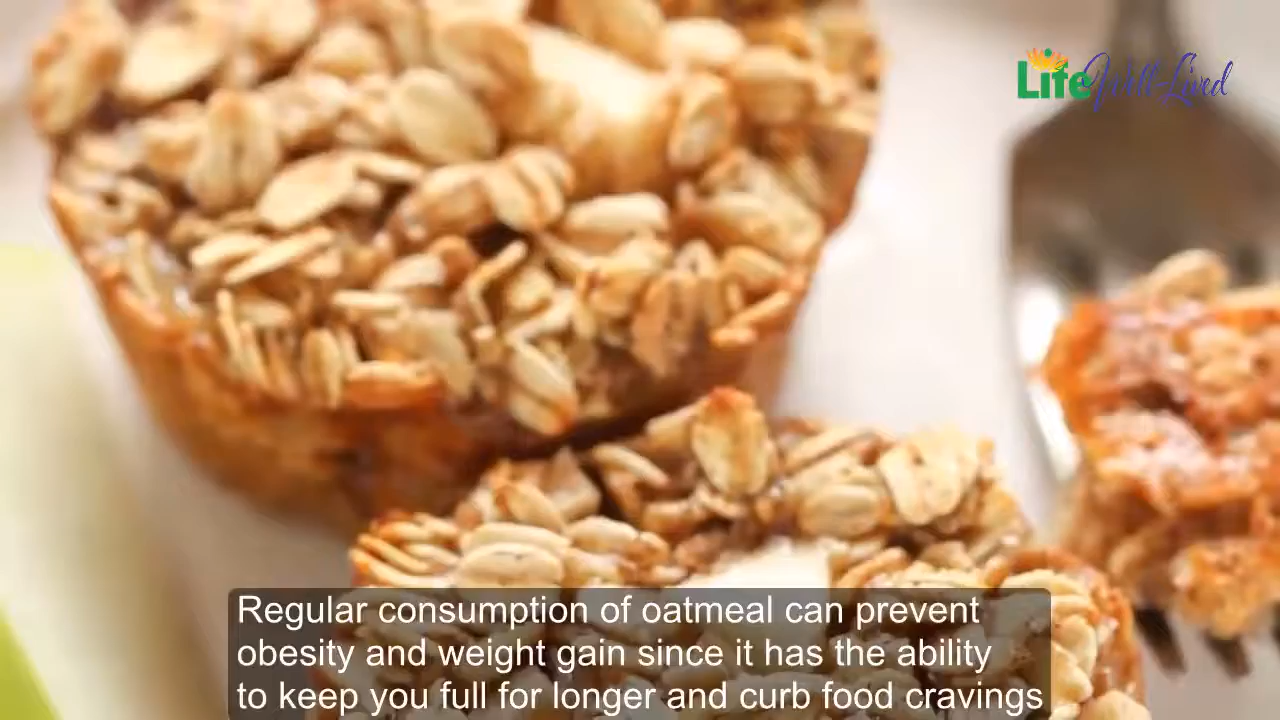 Life Well-Lived
Regular consumption of oatmeal can prevent
obesity and weight gain since it has the ability
to keep you full for longer and curb food cravings